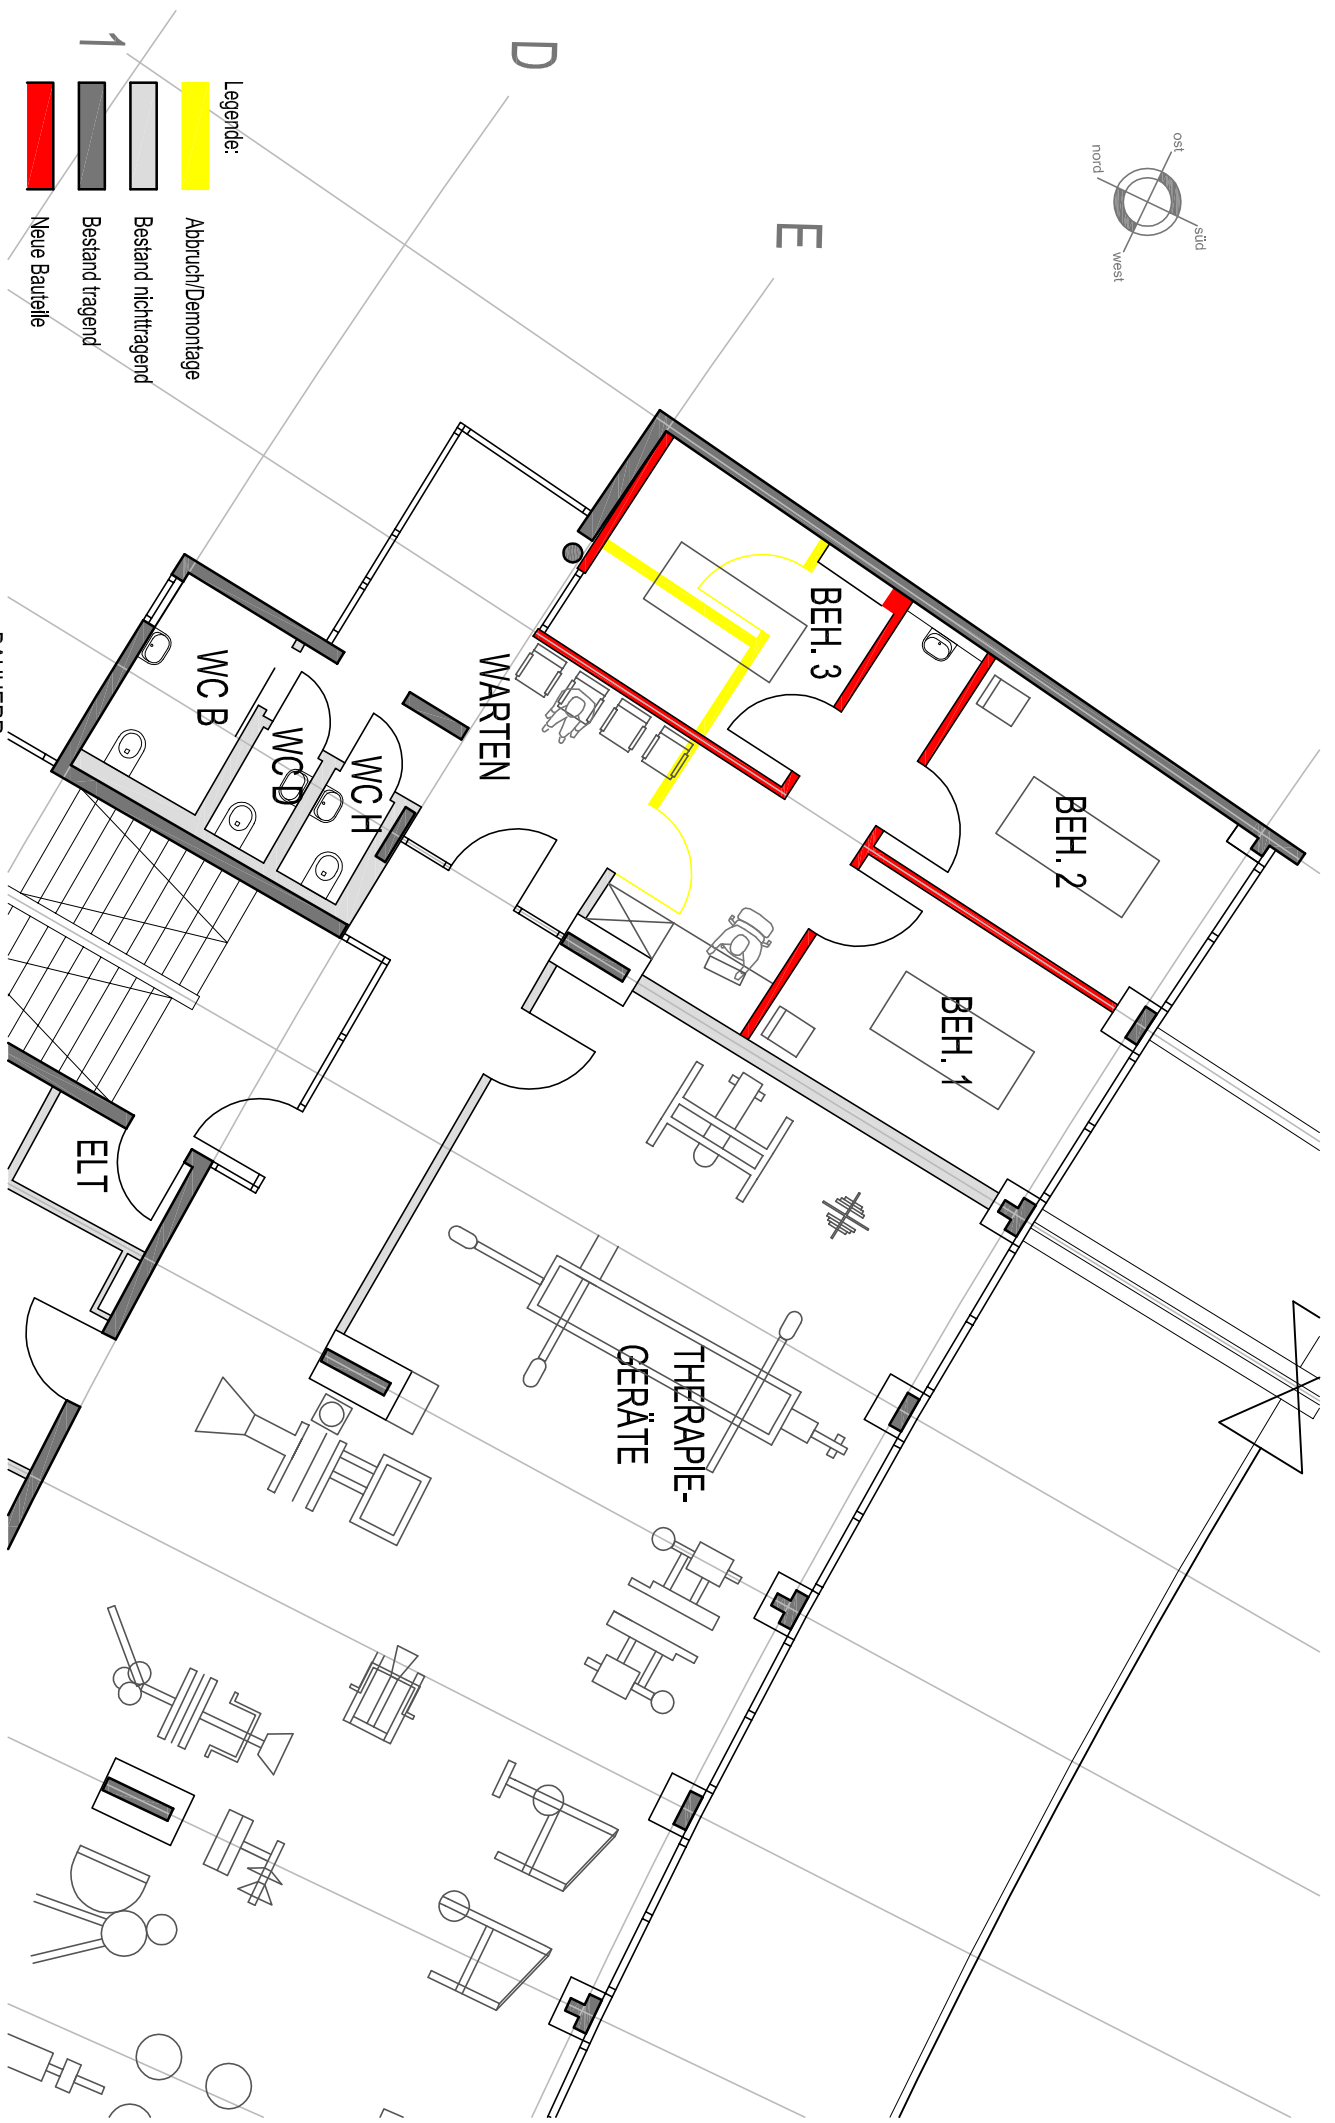 1
D
E
ost
nord
süd
west
Legende:
Abbruch/Demontage
Bestand nichttragend
Bestand tragend
Neue Bauteile
BEH. 3
WARTEN
WC B
WC D
WC H
BEH. 2
BEH. 1
ELT
THERAPIE-
GERÄTE